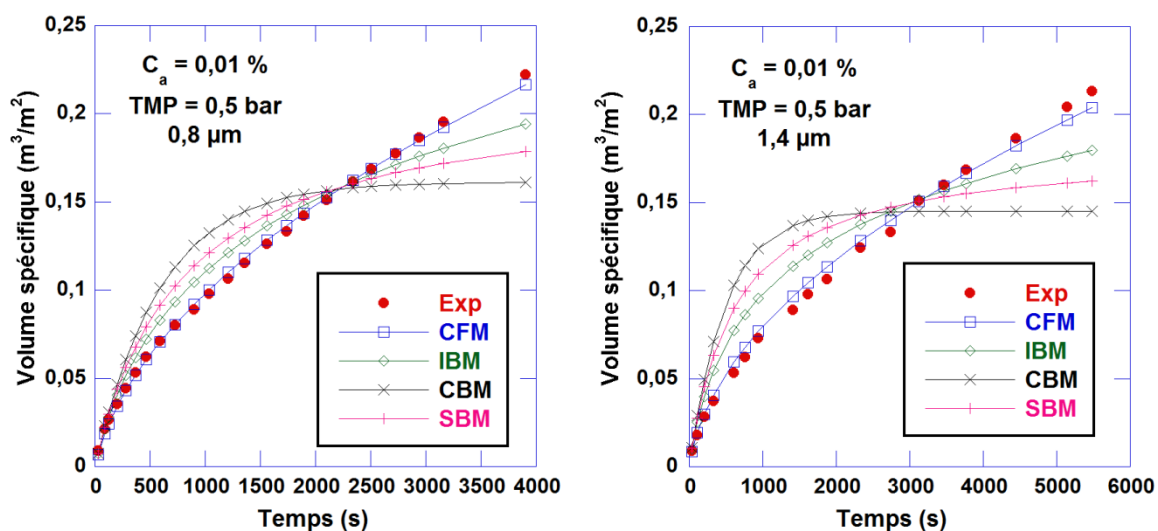 0,25
0,2
0,15
0,1
0,05
0
Volume spécifique (m³/m²)
C_a = 0,01 %
TMP = 0,5 bar
0,8 µm
Exp
CFM
IBM
CBM
SBM
0 500 1000 1500 2000 2500 3000 3500 4000
Temps (s)
0,25
0,2
0,15
0,1
0,05
0
Volume spécifique (m³/m²)
C_a = 0,01 %
TMP = 0,5 bar
1,4 µm
Exp
CFM
IBM
CBM
SBM
0 1000 2000 3000 4000 5000 6000
Temps (s)